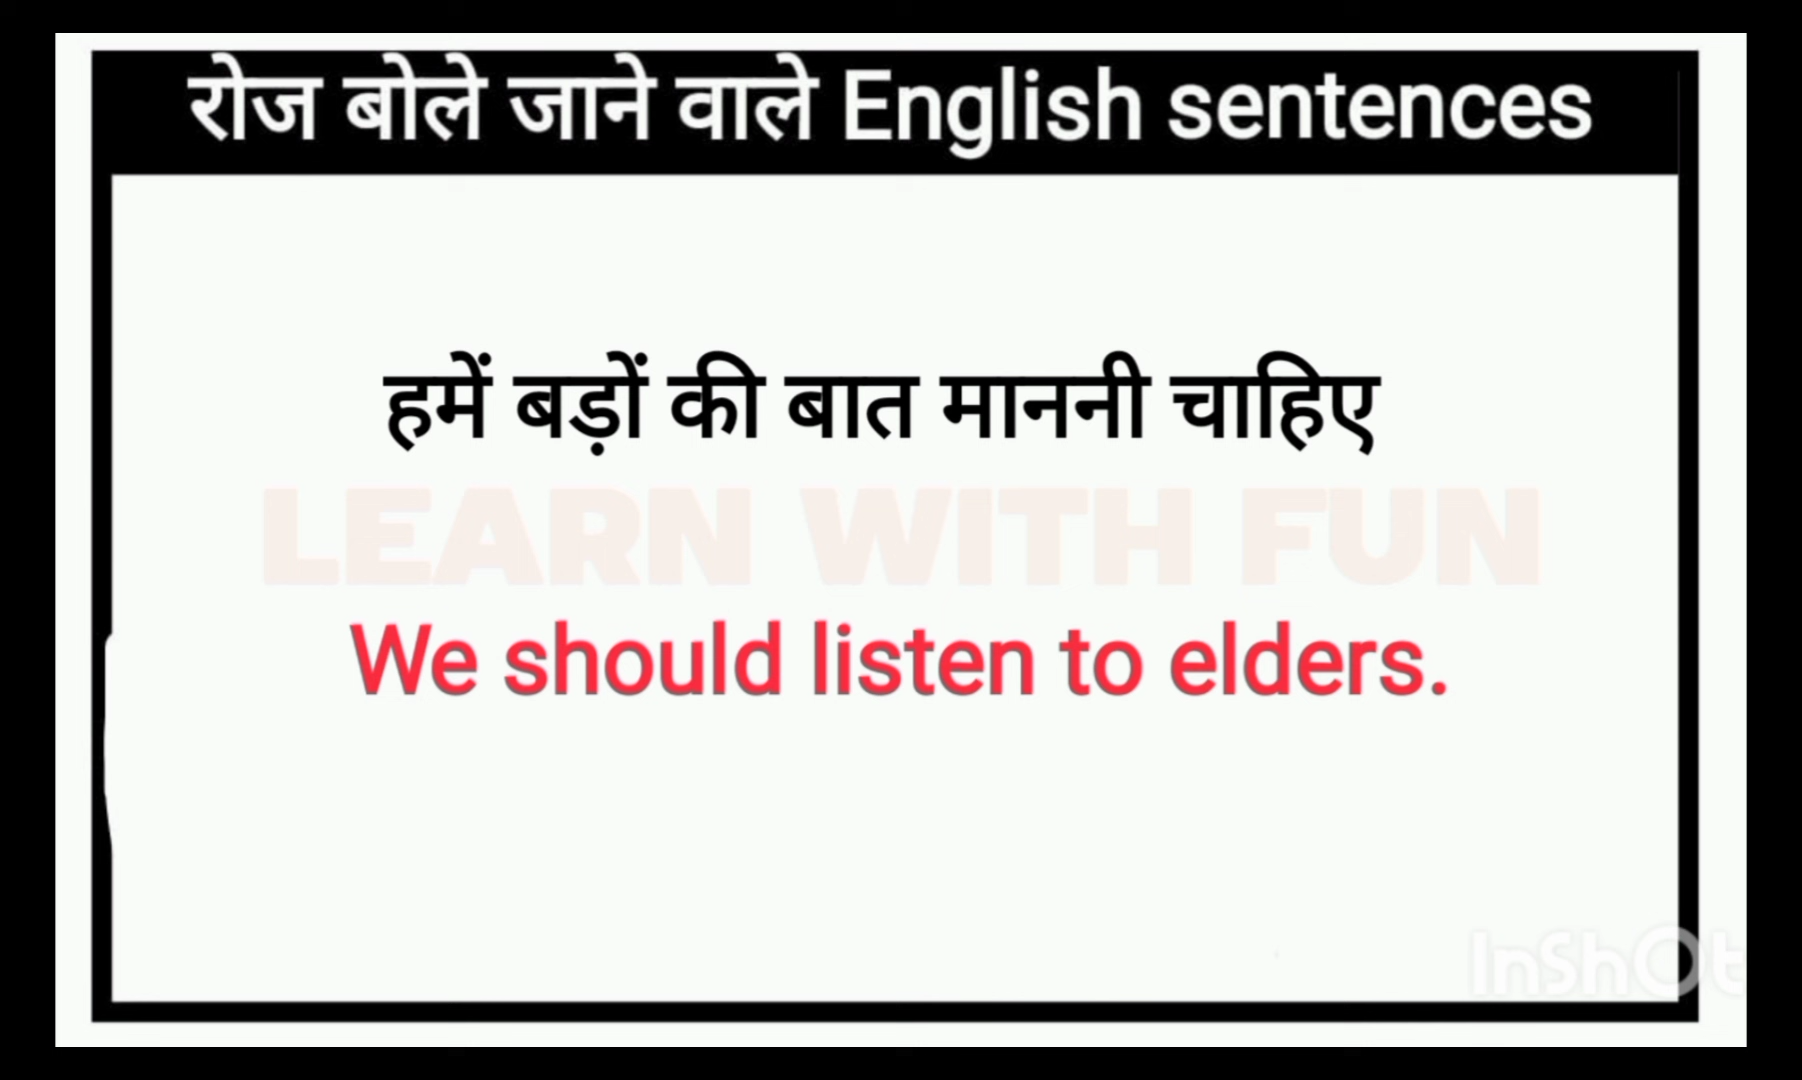 रोज बोले जाने वाले English sentences
हमें बड़ों की बात माननी चाहिए
LEARN WITH FUN
We should listen to elders.
InShOt